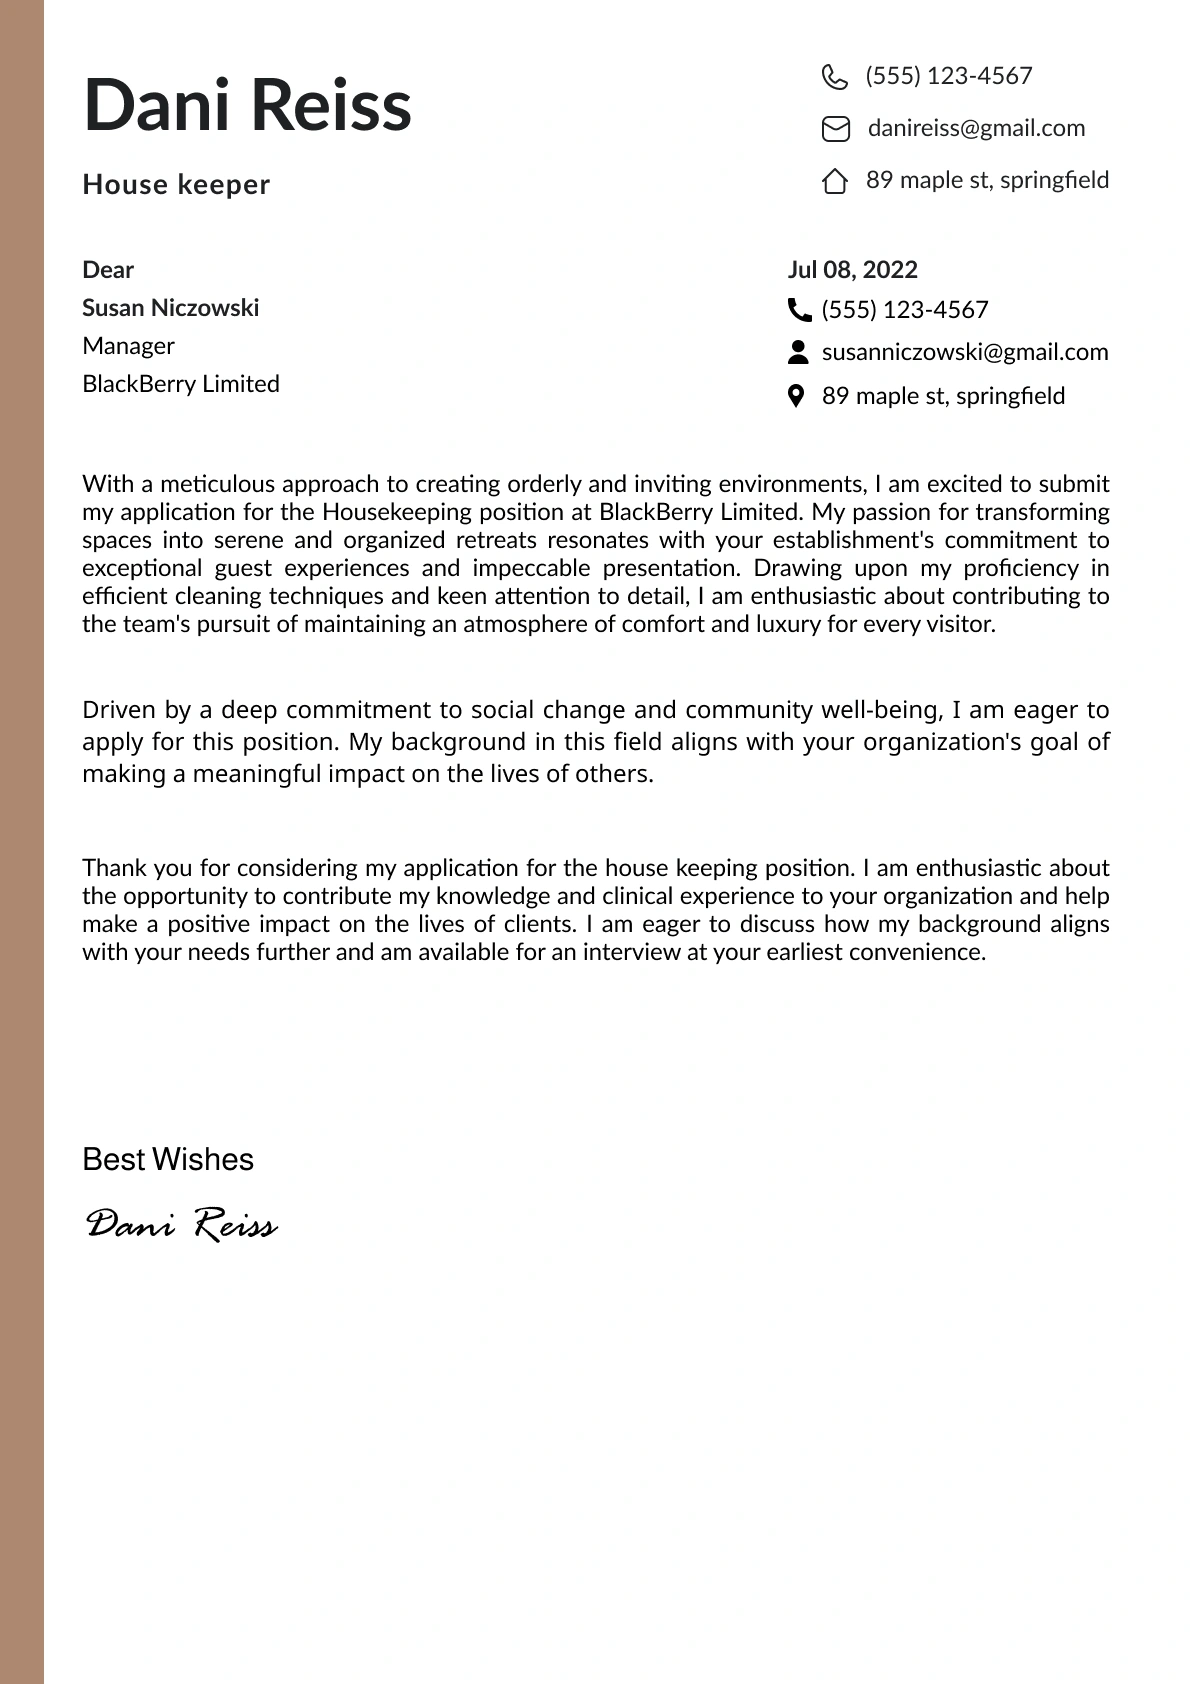 Dani Reiss
House keeper
(555) 123-4567
danireiss@gmail.com
89 maple st, springfield
Dear
Susan Niczowski
Manager
BlackBerry Limited
Jul 08, 2022
(555) 123-4567
susanniczowski@gmail.com
89 maple st, springfield
With a meticulous approach to creating orderly and inviting environments, I am excited to submit
my application for the Housekeeping position at BlackBerry Limited. My passion for transforming
spaces into serene and organized retreats resonates with your establishment's commitment to
exceptional guest experiences and impeccable presentation. Drawing upon my proficiency in
efficient cleaning techniques and keen attention to detail, I am enthusiastic about contributing to
the team's pursuit of maintaining an atmosphere of comfort and luxury for every visitor.
Driven by a deep commitment to social change and community well-being, I am eager to
apply for this position. My background in this field aligns with your organization's goal of
making a meaningful impact on the lives of others.
Thank you for considering my application for the house keeping position. I am enthusiastic about
the opportunity to contribute my knowledge and clinical experience to your organization and help
make a positive impact on the lives of clients. I am eager to discuss how my background aligns
with your needs further and am available for an interview at your earliest convenience.
Best Wishes
Dani Reiss